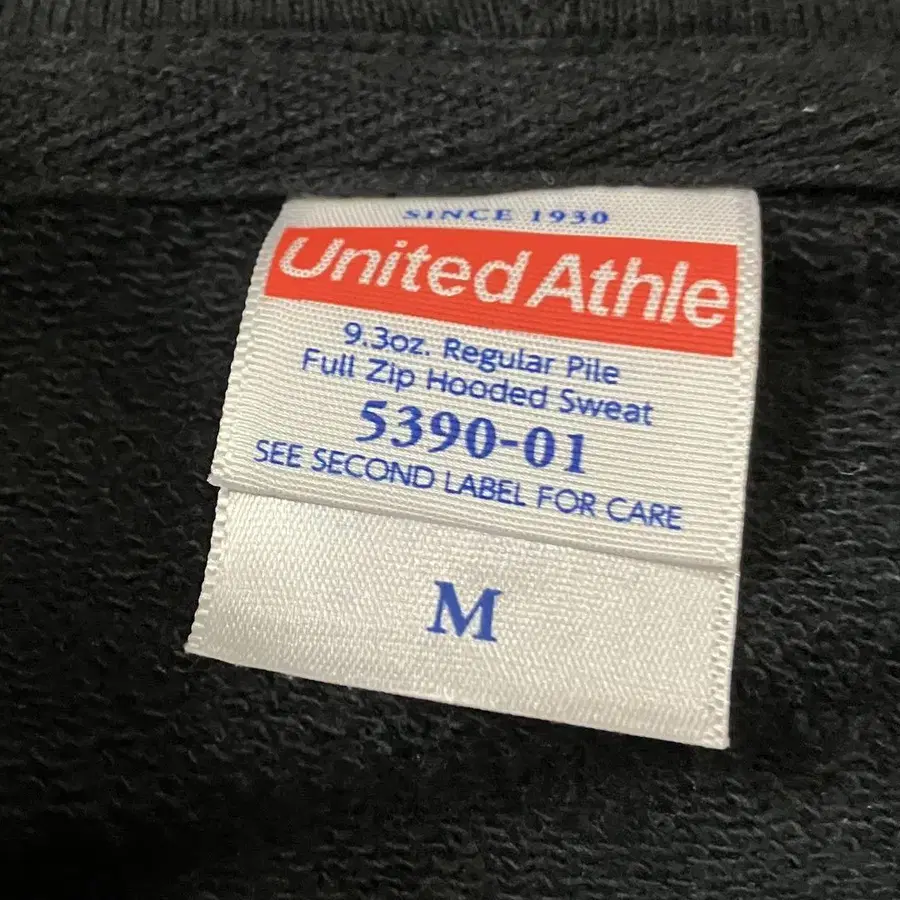 SINCE 1930
United Athle
9.3oz. Regular Pile
Full Zip Hooded Sweat
5390-01
SEE SECOND LABEL FOR CARE
M